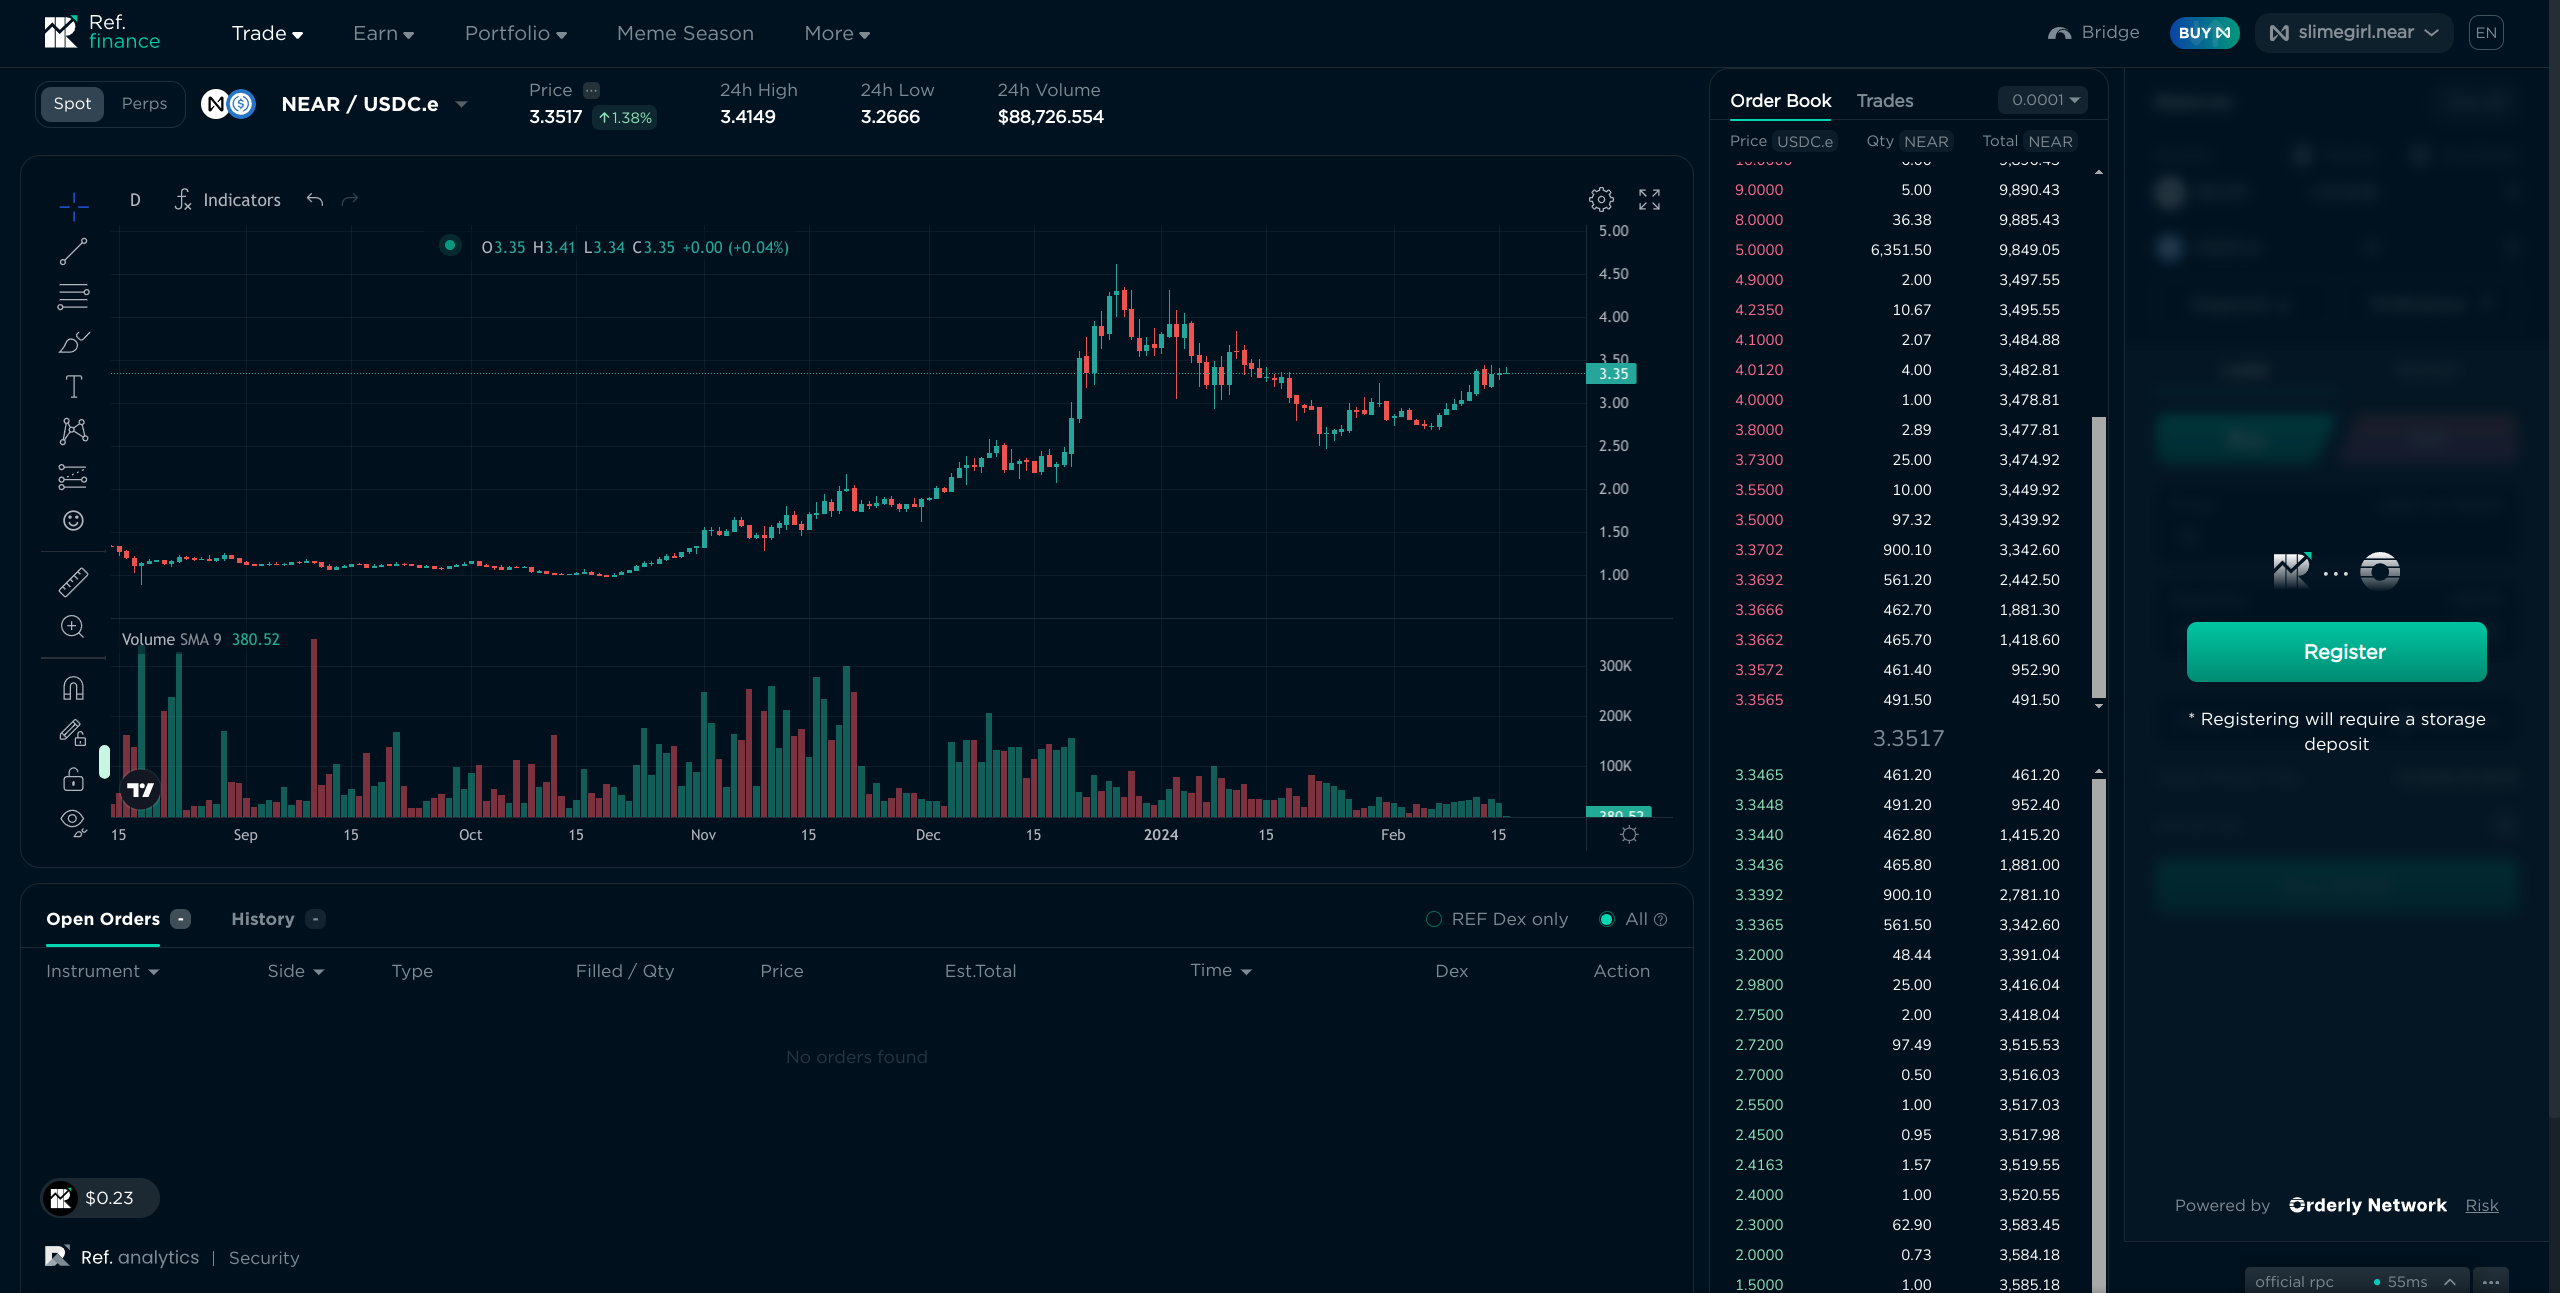 Ref.
finance
Trade
Earn
Portfolio
Meme Season
More
Bridge
BUY
slimegirl.near
EN
Spot
Perps
NEAR / USDC.e
Price ...
3.3517 ↑1.38%
24h High
3.4149
24h Low
3.2666
24h Volume
$88,726.554
D
Indicators
O3.35 H3.41 L3.34 C3.35 +0.00 (+0.04%)
5.00
4.50
4.00
3.50
3.35
3.00
2.50
2.00
1.50
1.00
Volume SMA 9 380.52
300K
200K
100K
380.52
15 Sep 15 Oct 15 Nov 15 Dec 15 2024 15 Feb 15
Open Orders -
History -
REF Dex only
All
Instrument Side Type Filled / Qty Price Est.Total Time Dex Action
No orders found
$0.23
Ref. analytics | Security
Order Book
Trades
0.0001
Price USDC.e Qty NEAR Total NEAR
9.0000 5.00 9,890.43
8.0000 36.38 9,885.43
5.0000 6,351.50 9,849.05
4.9000 2.00 3,497.55
4.2350 10.67 3,495.55
4.1000 2.07 3,484.88
4.0120 4.00 3,482.81
4.0000 1.00 3,478.81
3.8000 2.89 3,477.81
3.7300 25.00 3,474.92
3.5500 10.00 3,449.92
3.5000 97.32 3,439.92
3.3702 900.10 3,342.60
3.3692 561.20 2,442.50
3.3666 462.70 1,881.30
3.3662 465.70 1,418.60
3.3572 461.40 952.90
3.3565 491.50 491.50
3.3517
3.3465 461.20 461.20
3.3448 491.20 952.40
3.3440 462.80 1,415.20
3.3436 465.80 1,881.00
3.3392 900.10 2,781.10
3.3365 561.50 3,342.60
3.2000 48.44 3,391.04
2.9800 25.00 3,416.04
2.7500 2.00 3,418.04
2.7200 97.49 3,515.53
2.7000 0.50 3,516.03
2.5500 1.00 3,517.03
2.4500 0.95 3,517.98
2.4163 1.57 3,519.55
2.4000 1.00 3,520.55
2.3000 62.90 3,583.45
2.0000 0.73 3,584.18
1.5000 1.00 3,585.18
Register
* Registering will require a storage
deposit
Powered by Orderly Network Risk
official rpc 55ms ...